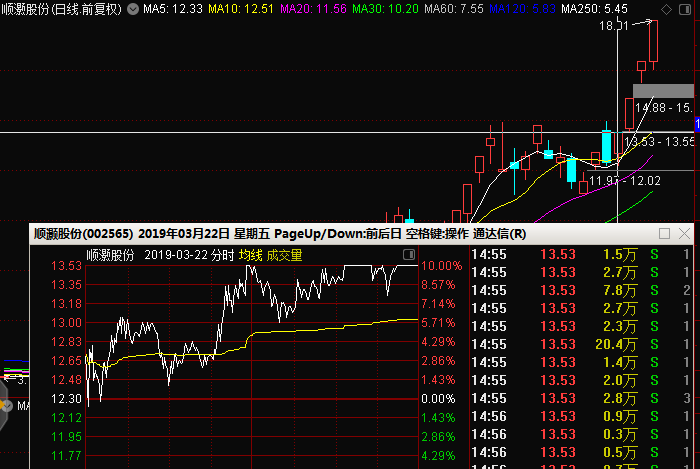 顺灏股份(日线.前复权) MA5: 12.33 MA10: 12.51 MA20: 11.56 MA30: 10.20 MA60: 7.55 MA120: 5.83 MA250: 5.45
18.01
14.88 - 15.
13.53 - 13.55
1
11.97 - 12.02
顺灏股份(002565) 2019年03月22日 星期五 PageUp/Down:前后日 空格键:操作 通达信(R)
顺灏股份 2019-03-22 分时 均线 成交量
13.53 10.00%
13.35 8.57%
13.18 7.14%
13.00 5.71%
12.83 4.29%
12.65 2.86%
12.48 1.43%
12.30 0.00%
12.12 1.43%
11.95 2.86%
11.77 4.29%
14:55 13.53 1.5万 S 1
14:55 13.53 2.7万 S 1
14:55 13.53 7.8万 S 2
14:55 13.53 2.7万 S 1
14:55 13.53 2.3万 S 1
14:55 13.53 20.4万 S 1
14:55 13.53 1.4万 S 1
14:55 13.53 2.0万 S 1
14:55 13.53 2.8万 S 3
14:56 13.53 0.9万 S 1
14:56 13.53 0.3万 S 1
14:56 13.53 0.5万 S 1
3.
MA